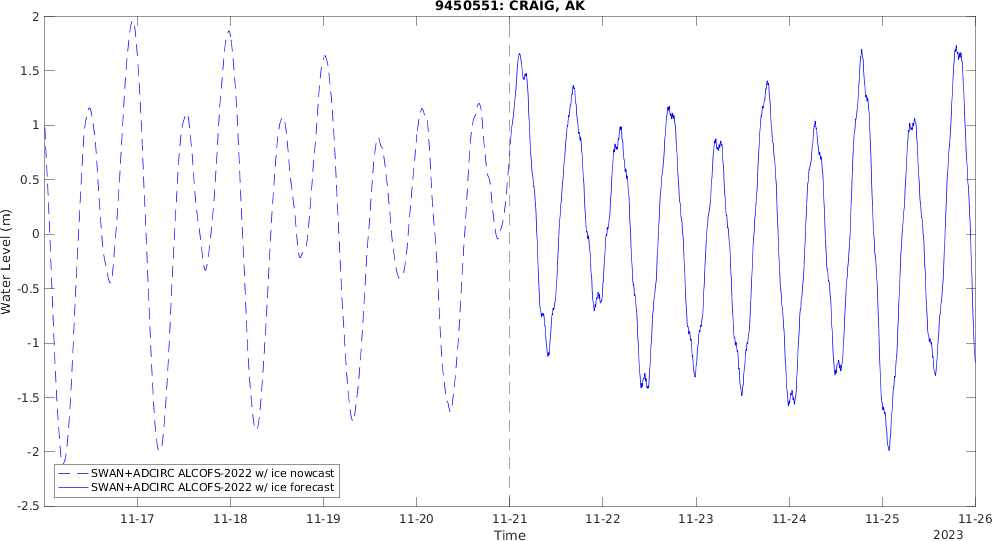 9450551: CRAIG, AK
2
1.5
1
0.5
0
-0.5
-1
-1.5
-2
-2.5
Water Level (m)
SWAN+ADCIRC ALCOFS-2022 w/ ice nowcast
SWAN+ADCIRC ALCOFS-2022 w/ ice forecast
11-17 11-18 11-19 11-20 11-21 11-22 11-23 11-24 11-25 11-26
Time
2023